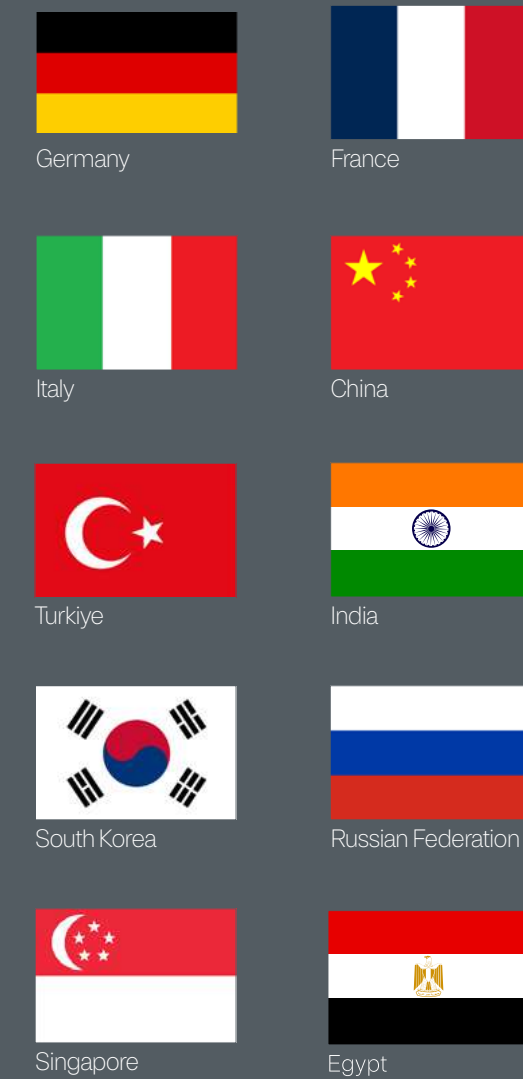 Germany
France
Italy
China
Turkiye
India
South Korea
Russian Federation
Singapore
Egypt